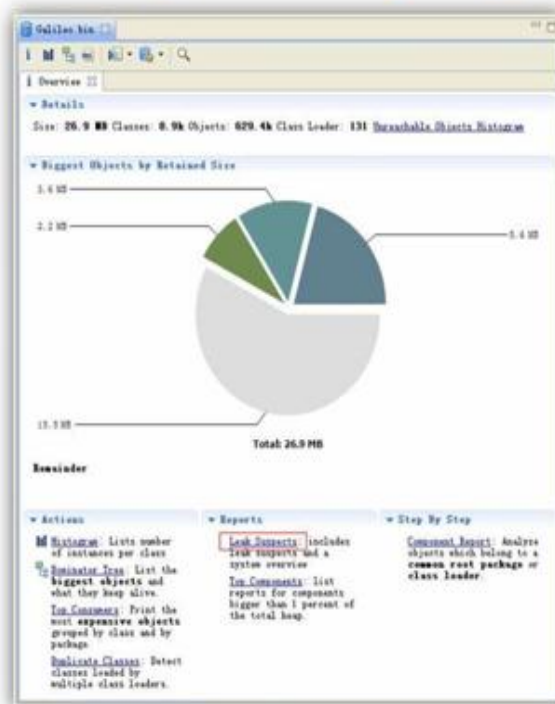 Galileo.bin
i Overview
Details
Size: 26.9 MB Classes: 8.9k Objects: 629.4k Class Loader: 131 Unreachable Objects Histogram
Biggest Objects by Retained Size
3.6 MB
2.2 MB
5.6 MB
15.5 MB
Total: 26.9 MB
Remainder
Actions
Histogram: Lists number
of instances per class
Dominator Tree: List the
biggest objects and
what they keep alive.
Top Consumers: Print the
most expensive objects
grouped by class and by
package
Duplicate Classes: Detect
classes loaded by
multiple class loaders.
Reports
Leak Suspects: includes
leak suspects and a
system overview
Top Components: list
reports for components
bigger than 1 percent of
the total heap.
Step By Step
Component Report: Analyze
objects which belong to a
common root package or
class loader.